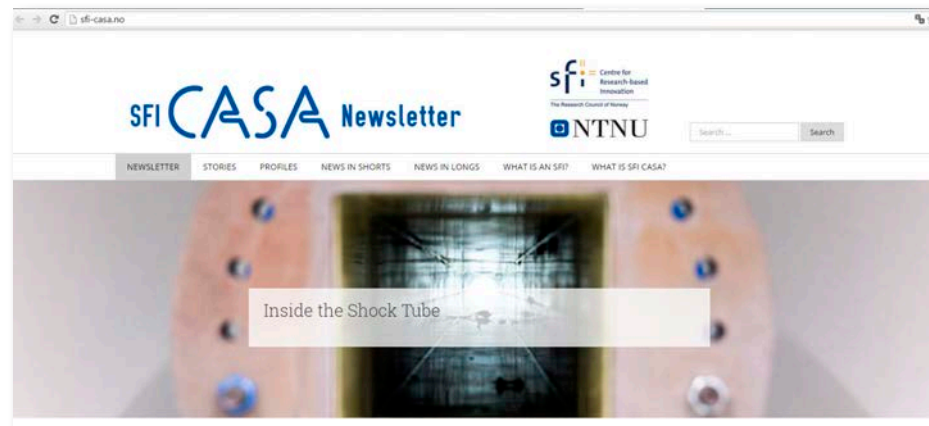 sfi-casa.no
sfi Centre for
Research-based
Innovation
The Research Council of Norway
SFI CASA Newsletter
NTNU
Search ...
Search
NEWSLETTER STORIES PROFILES NEWS IN SHORTS NEWS IN LONGS WHAT IS AN SFI? WHAT IS SFI CASA?
Inside the Shock Tube